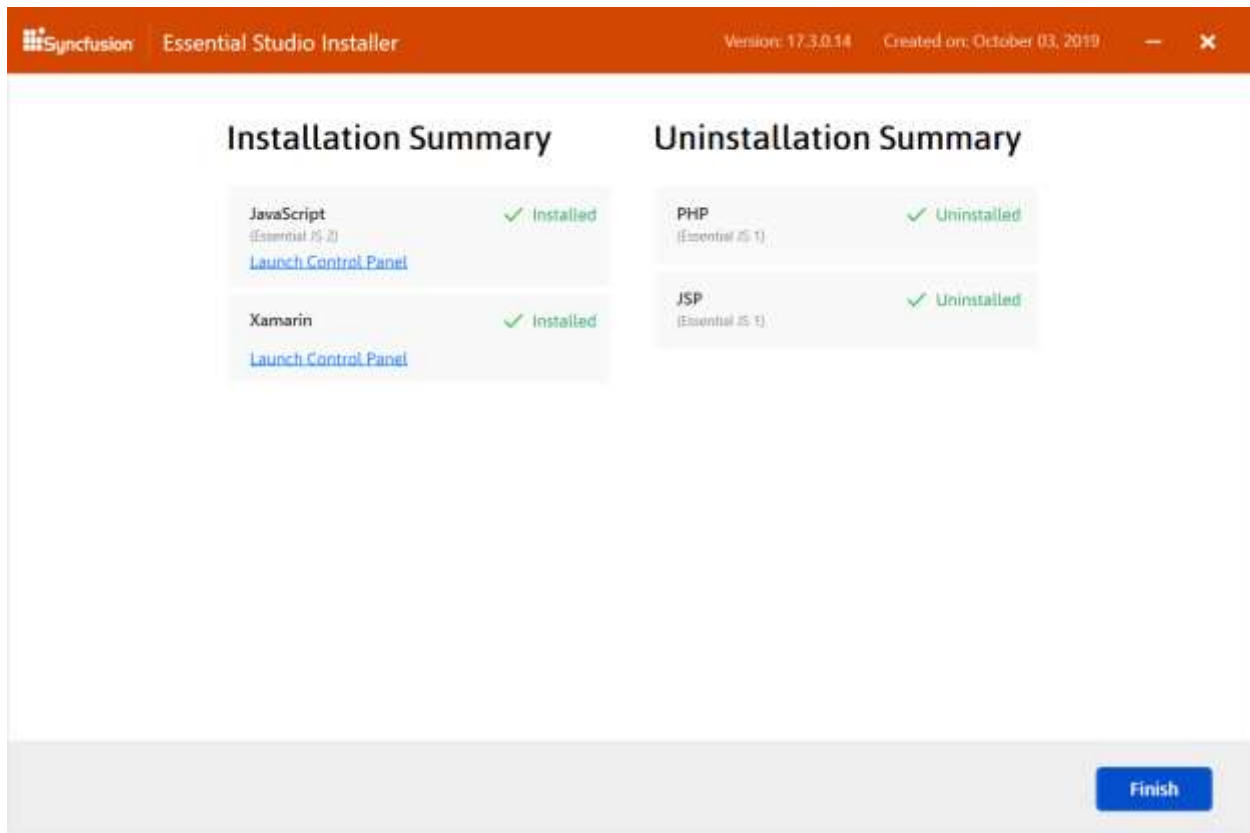 Syncfusion Essential Studio Installer Version: 17.3.0.14 Created on: October 03, 2019
Installation Summary
JavaScript Installed
(Essential JS 2)
Launch Control Panel
Xamarin Installed
Launch Control Panel
Uninstallation Summary
PHP Uninstalled
(Essential JS 1)
JSP Uninstalled
(Essential JS 1)
Finish